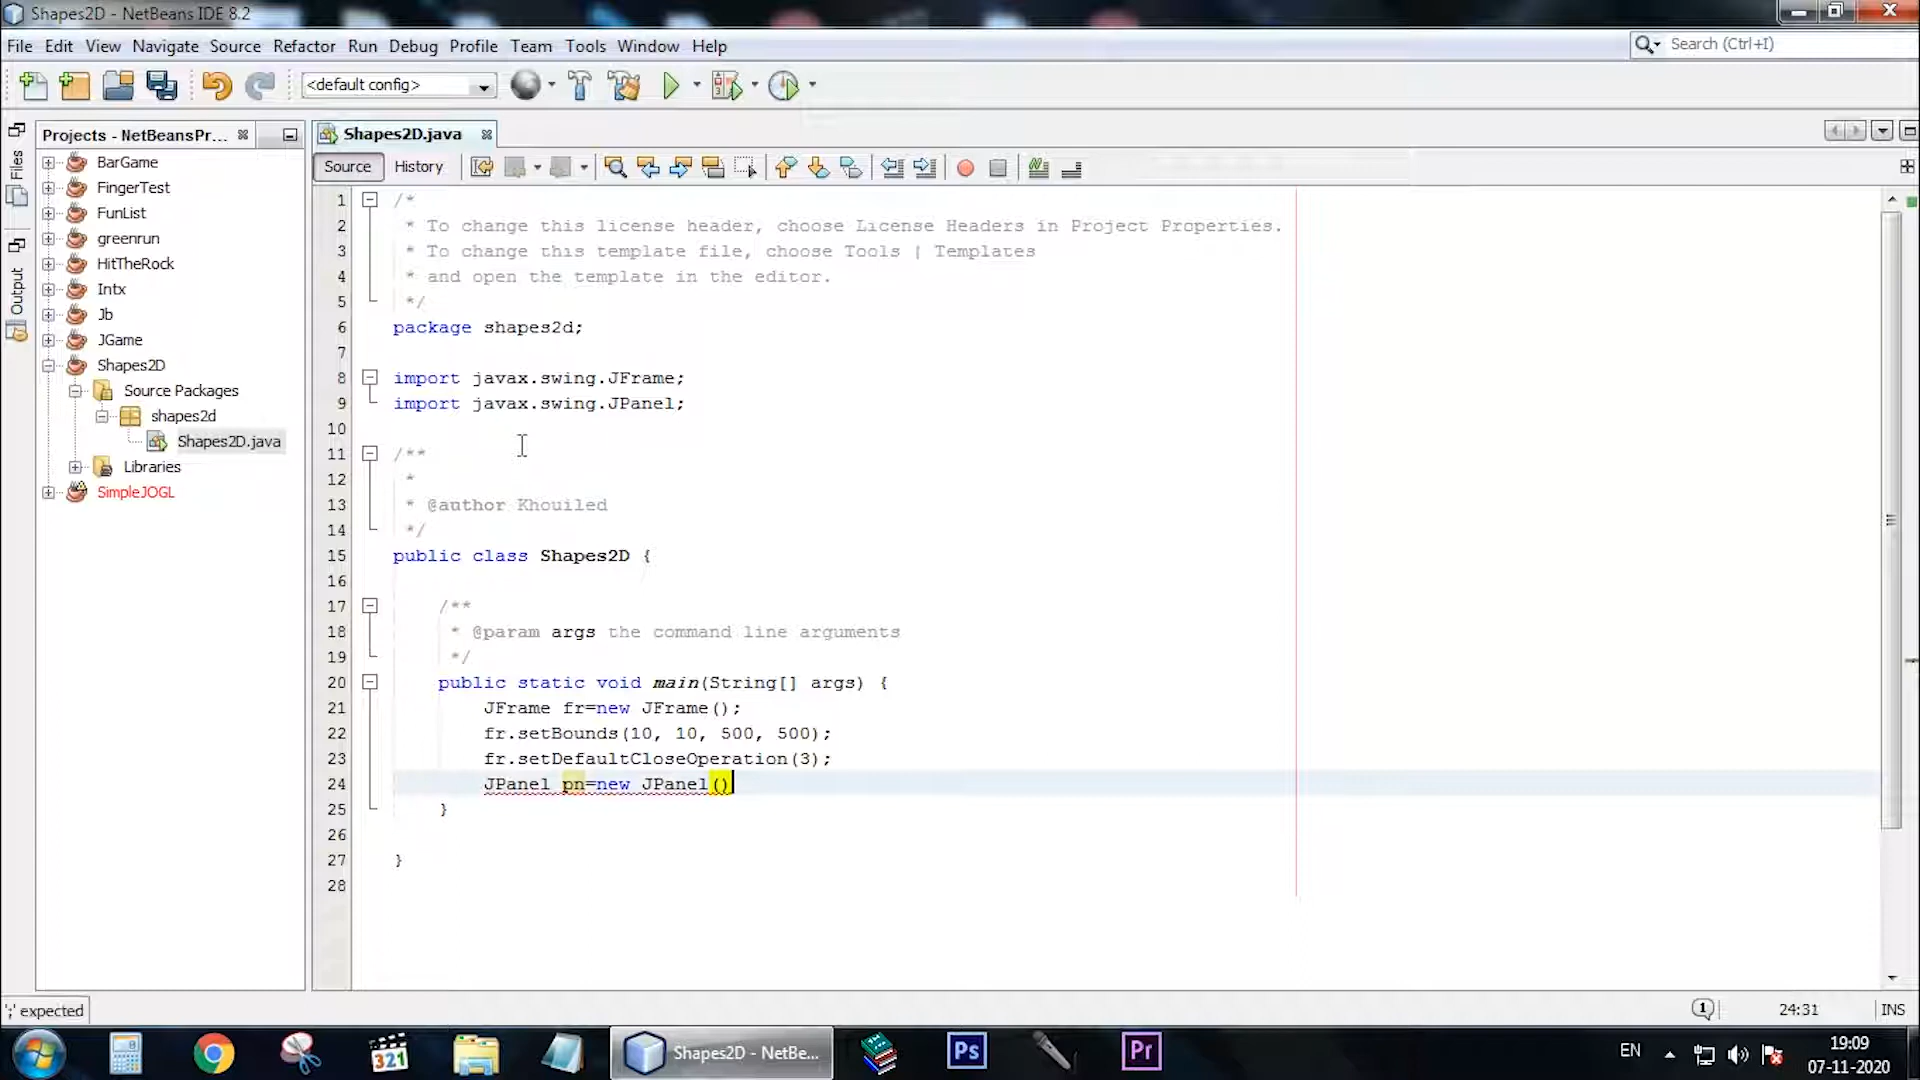 Shapes2D - NetBeans IDE 8.2
File Edit View Navigate Source Refactor Run Debug Profile Team Tools Window Help
Search (Ctrl+I)
<default config>
Files
Output
Projects - NetBeansPr...
BarGame
FingerTest
FunList
greenrun
HitTheRock
Intx
Jb
JGame
Shapes2D
Source Packages
shapes2d
Shapes2D.java
Libraries
SimpleJOGL
Shapes2D.java
Source History
1 /*
2 * To change this license header, choose License Headers in Project Properties.
3 * To change this template file, choose Tools | Templates
4 * and open the template in the editor.
5 */
6 package shapes2d;
7
8 import javax.swing.JFrame;
9 import javax.swing.JPanel;
10
11 /**
12 *
13 * @author Khouiled
14 */
15 public class Shapes2D {
16
17 /**
18 * @param args the command line arguments
19 */
20 public static void main(String[] args) {
21 JFrame fr=new JFrame();
22 fr.setBounds(10, 10, 500, 500);
23 fr.setDefaultCloseOperation(3);
24 JPanel pn=new JPanel()
25 }
26
27 }
28
';' expected
1
24:31
INS
321
Shapes2D - NetBe...
Ps
Pr
EN
19:09
07-11-2020